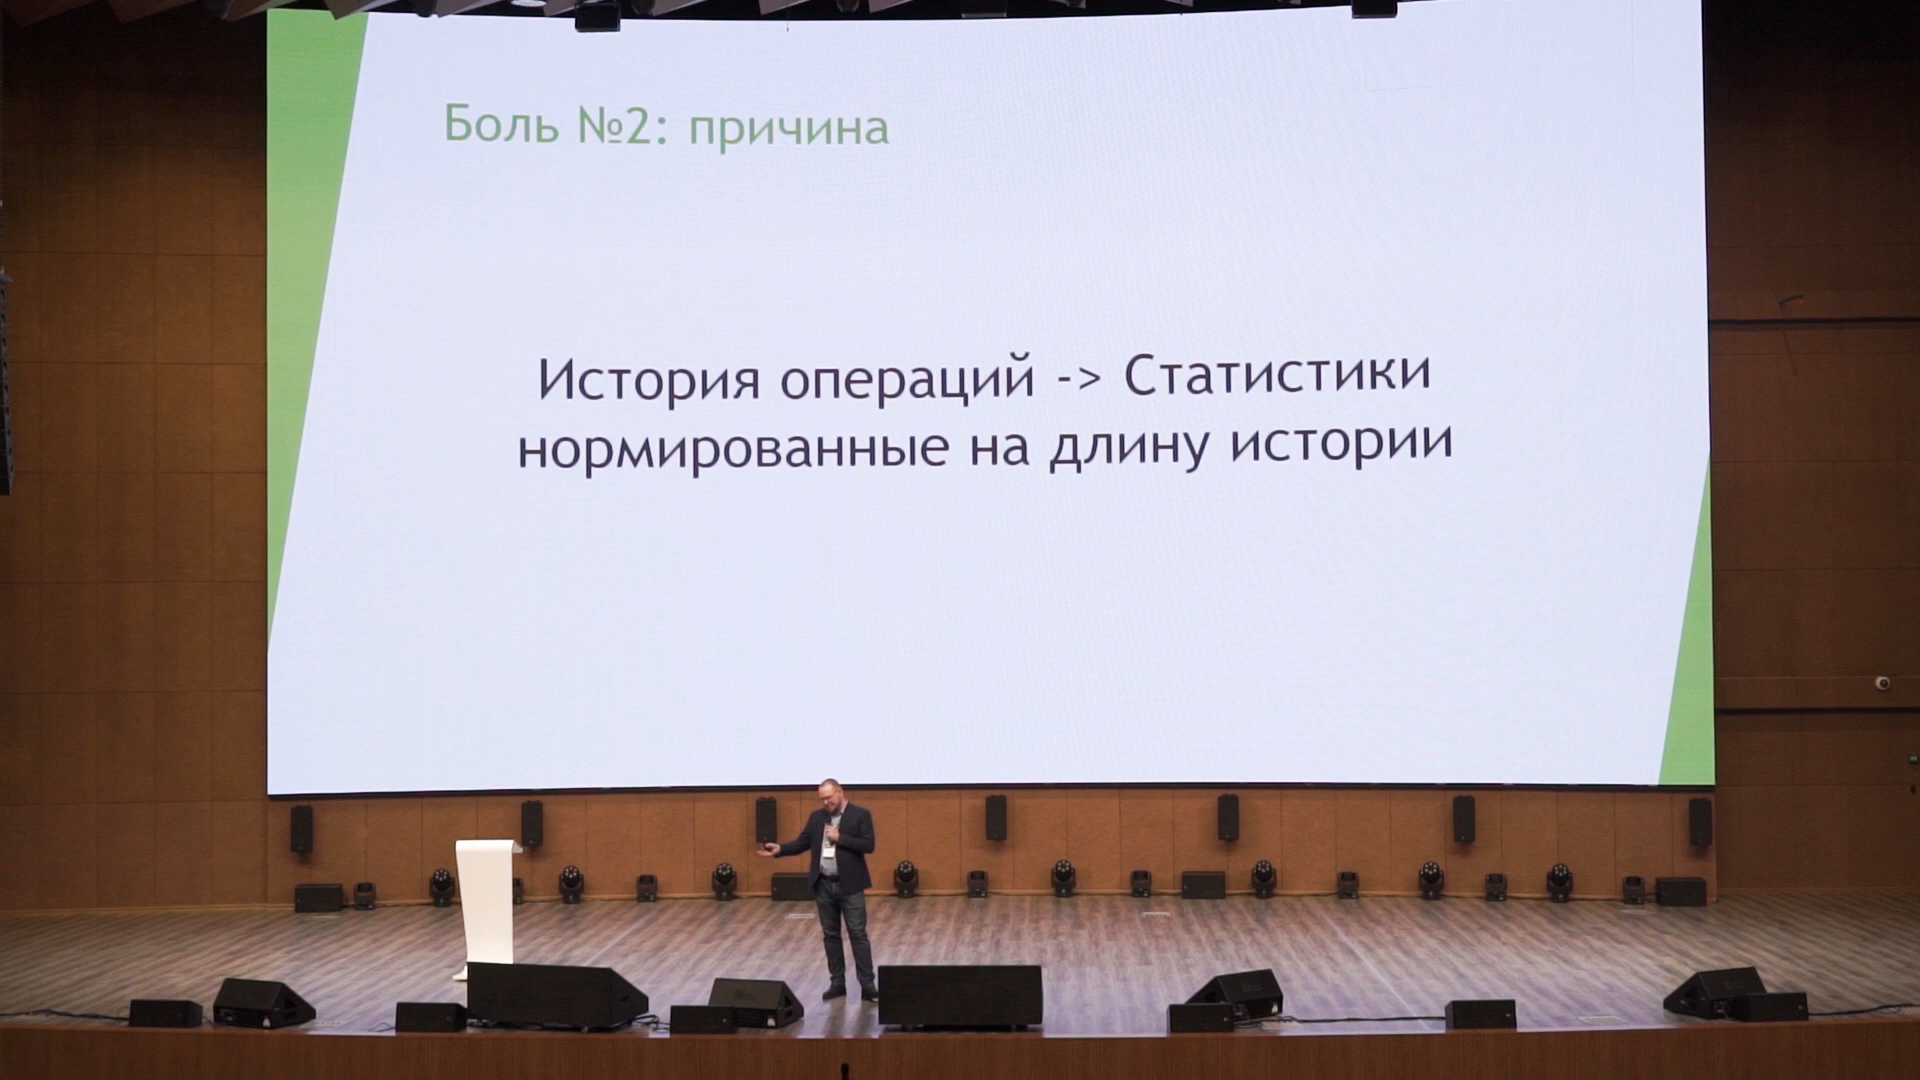 Боль №2: причина
История операций -> Статистики
нормированные на длину истории